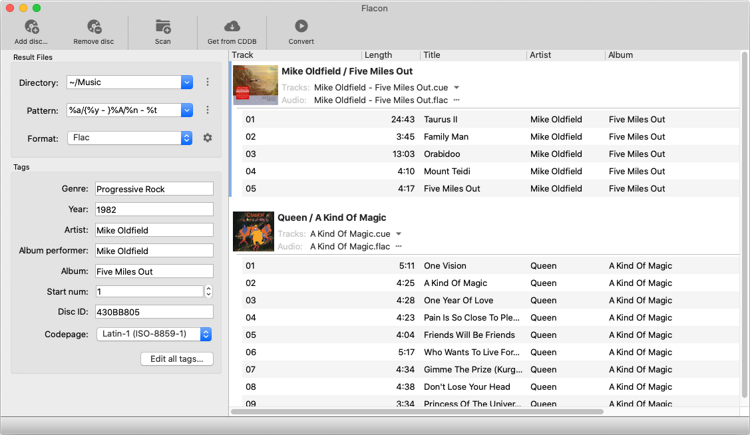 Flacon
Add disc... Remove disc Scan Get from CDDB Convert
Result Files
Directory: ~/Music
Pattern: %a/{%y - }%A/%n - %t
Format: Flac
Tags
Genre: Progressive Rock
Year: 1982
Artist: Mike Oldfield
Album performer: Mike Oldfield
Album: Five Miles Out
Start num: 1
Disc ID: 430BB805
Codepage: Latin-1 (ISO-8859-1)
Edit all tags...
Track Length Title Artist Album
Mike Oldfield / Five Miles Out
Tracks: Mike Oldfield - Five Miles Out.cue
Audio: Mike Oldfield - Five Miles Out.flac
01 24:43 Taurus II Mike Oldfield Five Miles Out
02 3:45 Family Man Mike Oldfield Five Miles Out
03 13:03 Orabidoo Mike Oldfield Five Miles Out
04 4:10 Mount Teidi Mike Oldfield Five Miles Out
05 4:17 Five Miles Out Mike Oldfield Five Miles Out
Queen / A Kind Of Magic
Tracks: A Kind Of Magic.cue
Audio: A Kind Of Magic.flac
01 5:11 One Vision Queen A Kind Of Magic
02 4:25 A Kind Of Magic Queen A Kind Of Magic
03 4:28 One Year Of Love Queen A Kind Of Magic
04 4:23 Pain Is So Close To Ple... Queen A Kind Of Magic
05 4:04 Friends Will Be Friends Queen A Kind Of Magic
06 5:17 Who Wants To Live For... Queen A Kind Of Magic
07 4:34 Gimme The Prize (Kurg... Queen A Kind Of Magic
08 4:38 Don't Lose Your Head Queen A Kind Of Magic
09 3:34 Princess Of The Univer... Queen A Kind Of Magic